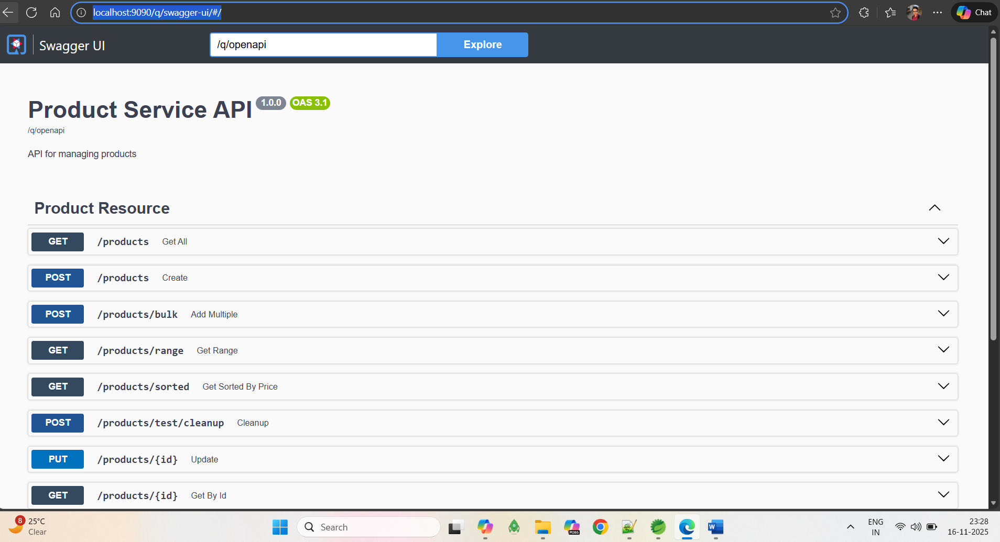 localhost:9090/q/swagger-ui/#/
Chat
Swagger UI
/q/openapi
Explore
Product Service API 1.0.0 OAS 3.1
/q/openapi
API for managing products
Product Resource
GET /products Get All
POST /products Create
POST /products/bulk Add Multiple
GET /products/range Get Range
GET /products/sorted Get Sorted By Price
POST /products/test/cleanup Cleanup
PUT /products/{id} Update
GET /products/{id} Get By Id
8
25°C
Clear
Search
M365
W
ENG
IN
23:28
16-11-2025